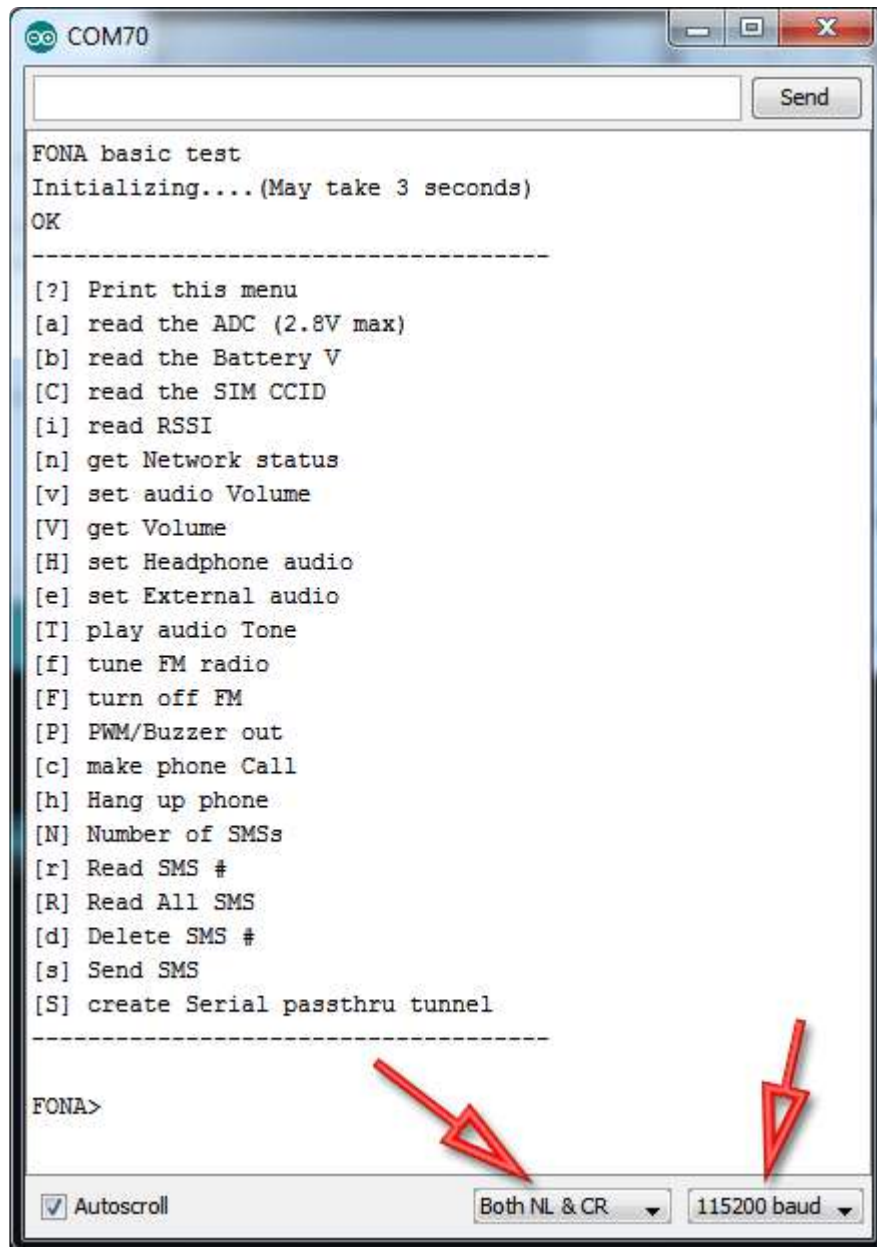 COM70
Send
FONA basic test
Initializing....(May take 3 seconds)
OK
-------------------------------------
[?] Print this menu
[a] read the ADC (2.8V max)
[b] read the Battery V
[C] read the SIM CCID
[i] read RSSI
[n] get Network status
[v] set audio Volume
[V] get Volume
[H] set Headphone audio
[e] set External audio
[T] play audio Tone
[f] tune FM radio
[F] turn off FM
[P] PWM/Buzzer out
[c] make phone Call
[h] Hang up phone
[N] Number of SMSs
[r] Read SMS #
[R] Read All SMS
[d] Delete SMS #
[s] Send SMS
[S] create Serial passthru tunnel
-------------------------------------
FONA>
Autoscroll Both NL & CR 115200 baud